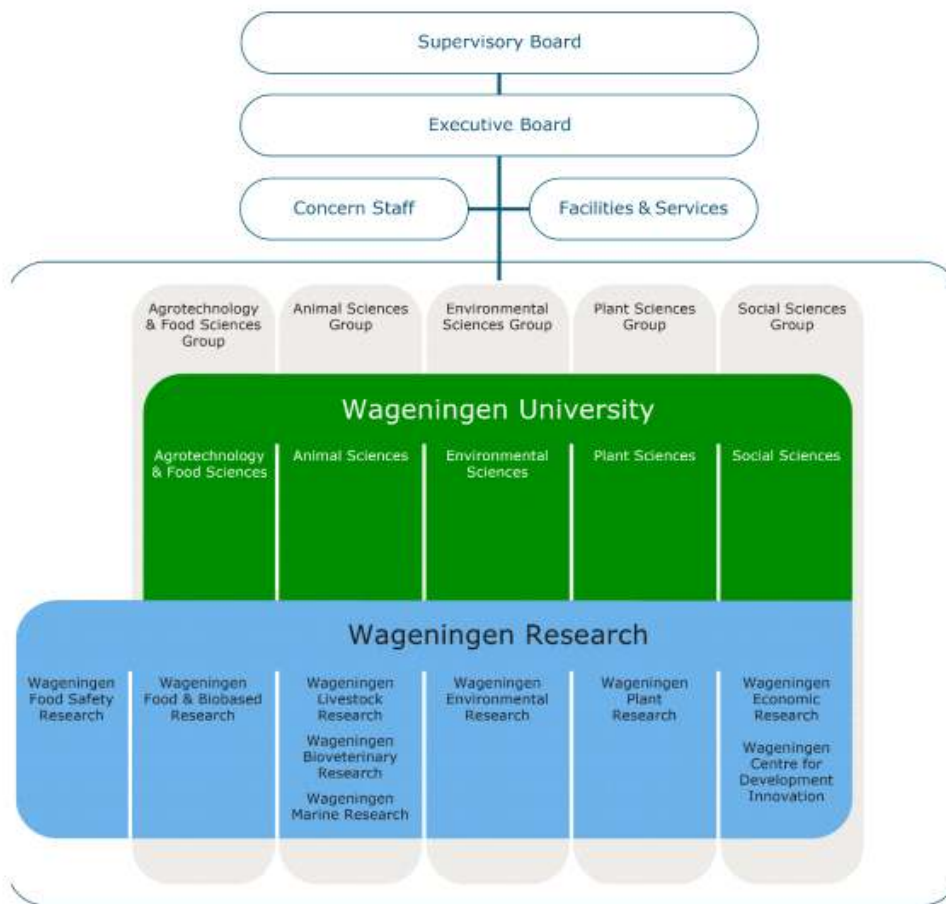 Supervisory Board
Executive Board
Concern Staff
Facilities & Services
Agrotechnology
& Food Sciences
Group
Animal Sciences
Group
Environmental
Sciences Group
Plant Sciences
Group
Social Sciences
Group
Wageningen University
Agrotechnology
& Food Sciences
Animal Sciences
Environmental
Sciences
Plant Sciences
Social Sciences
Wageningen Research
Wageningen
Food Safety
Research
Wageningen
Food & Biobased
Research
Wageningen
Livestock
Research
Wageningen
Bioveterinary
Research
Wageningen
Marine Research
Wageningen
Environmental
Research
Wageningen
Plant
Research
Wageningen
Economic
Research
Wageningen
Centre for
Development
Innovation